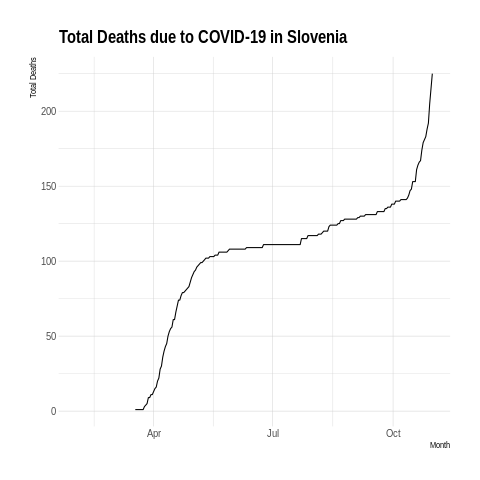 Total Deaths due to COVID-19 in Slovenia
Total Deaths
200
150
100
50
0
Apr Jul Oct
Month